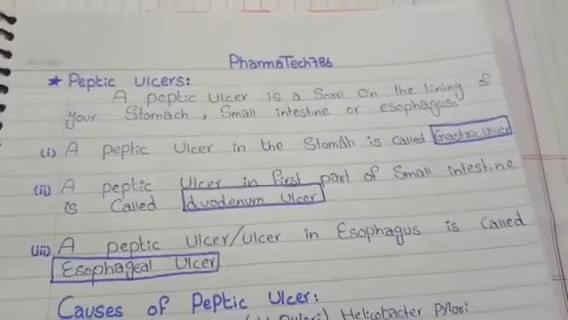 PharmaTech786
★ Peptic Ulcers:
A peptic Ulcer is a Sore On the lining of
your Stomach, Small intestine or esophagus.
(i) A peptic Ulcer in the Stomah is called Gastric Ulcer
(ii) A peptic Ulcer in first part of Small intestine
is Called duodenum Ulcer
(iii) A peptic Ulcer/Ulcer in Esophagus is Called
Esophageal Ulcer
Causes of Peptic Ulcer:
(H. Pylori) Helicobacter Pylori